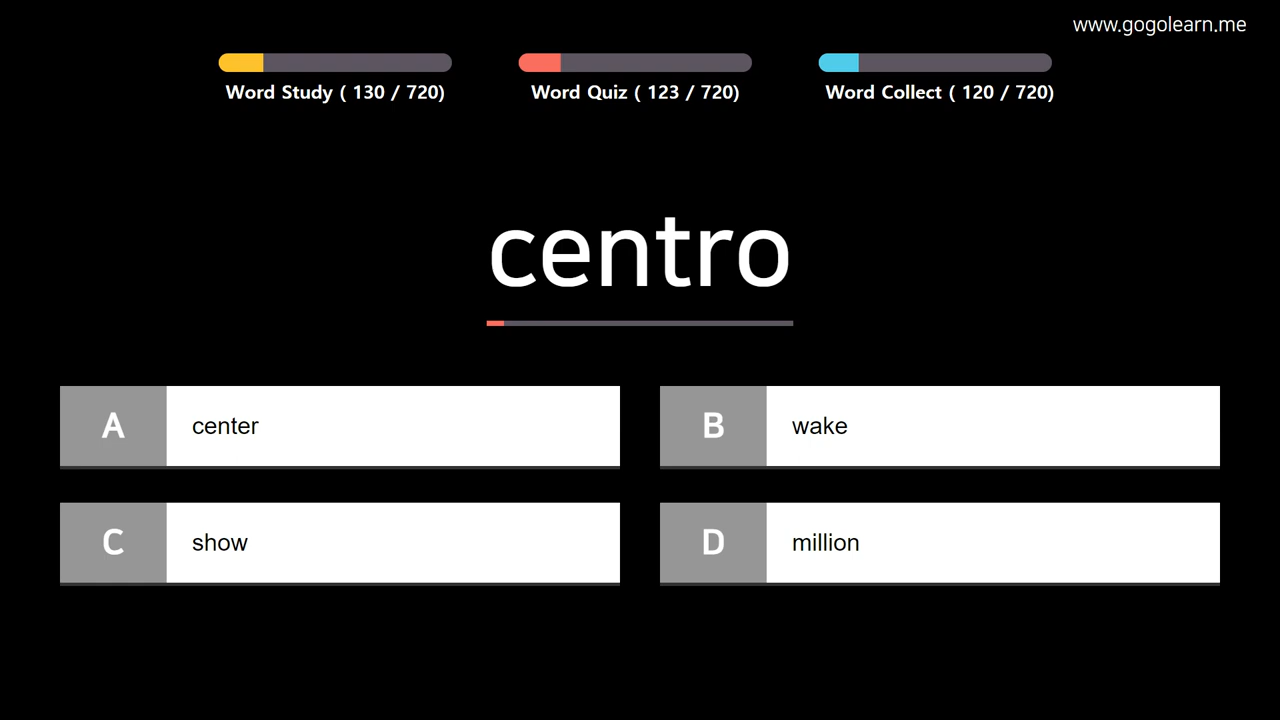 www.gogolearn.me
Word Study ( 130 / 720)
Word Quiz ( 123 / 720)
Word Collect ( 120 / 720)
centro
A center
B wake
C show
D million